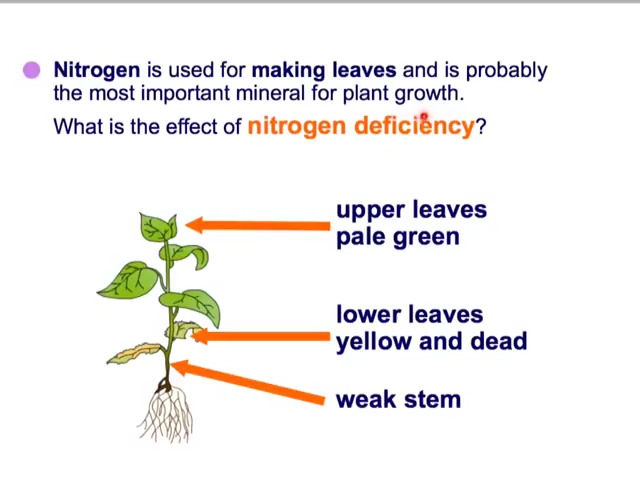 Nitrogen is used for making leaves and is probably
the most important mineral for plant growth.
What is the effect of nitrogen deficiency?
upper leaves
pale green
lower leaves
yellow and dead
weak stem